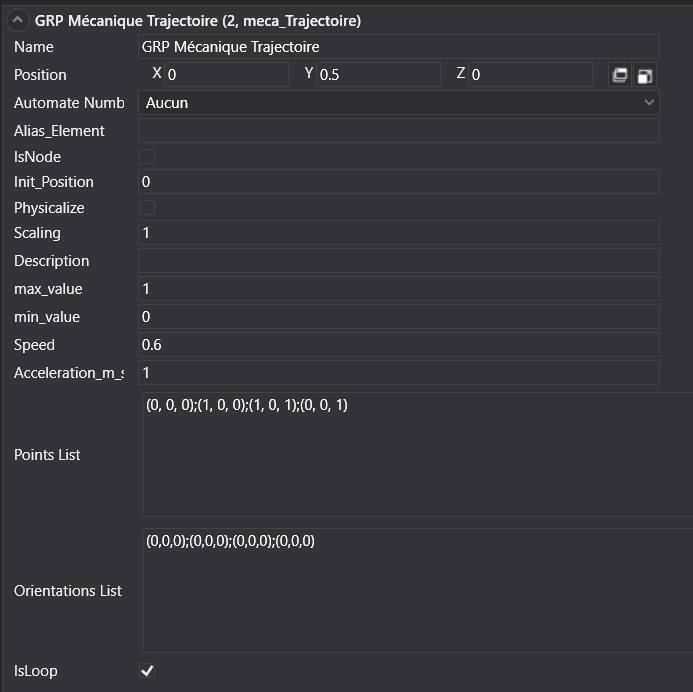 GRP Mécanique Trajectoire (2, meca_Trajectoire)
Name GRP Mécanique Trajectoire
Position X 0 Y 0.5 Z 0
Automate Numb Aucun
Alias_Element
IsNode
Init_Position 0
Physicalize
Scaling 1
Description
max_value 1
min_value 0
Speed 0.6
Acceleration_m_s 1
Points List (0, 0, 0);(1, 0, 0);(1, 0, 1);(0, 0, 1)
Orientations List (0,0,0);(0,0,0);(0,0,0);(0,0,0)
IsLoop